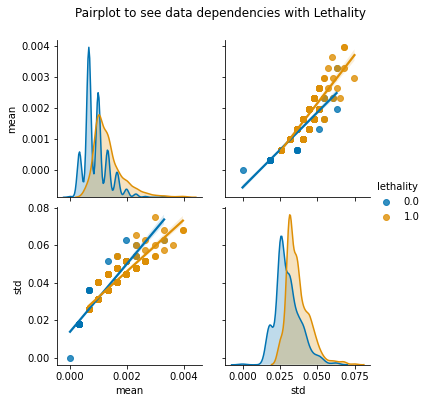 Pairplot to see data dependencies with Lethality
0.004
0.003
0.002
0.001
0.000
mean
lethality
0.0
1.0
0.08
0.06
0.04
0.02
0.00
std
0.000 0.002 0.004
mean
0.000 0.025 0.050 0.075
std